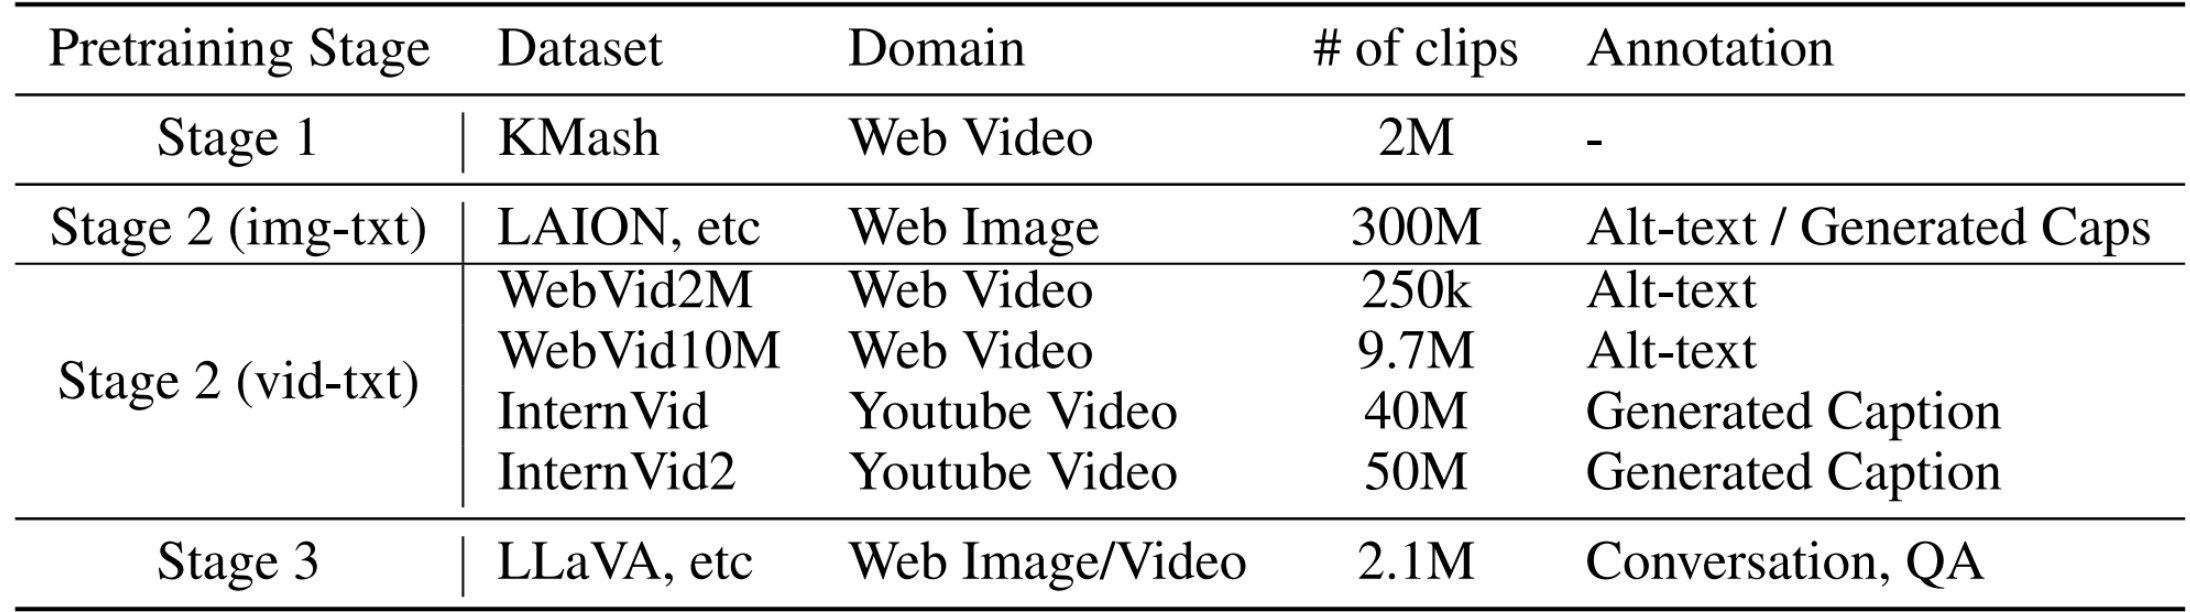 Pretraining Stage Dataset Domain # of clips Annotation
Stage 1 KMash Web Video 2M -
Stage 2 (img-txt) LAION, etc Web Image 300M Alt-text / Generated Caps
WebVid2M Web Video 250k Alt-text
WebVid10M Web Video 9.7M Alt-text
Stage 2 (vid-txt)
InternVid Youtube Video 40M Generated Caption
InternVid2 Youtube Video 50M Generated Caption
Stage 3 LLaVA, etc Web Image/Video 2.1M Conversation, QA